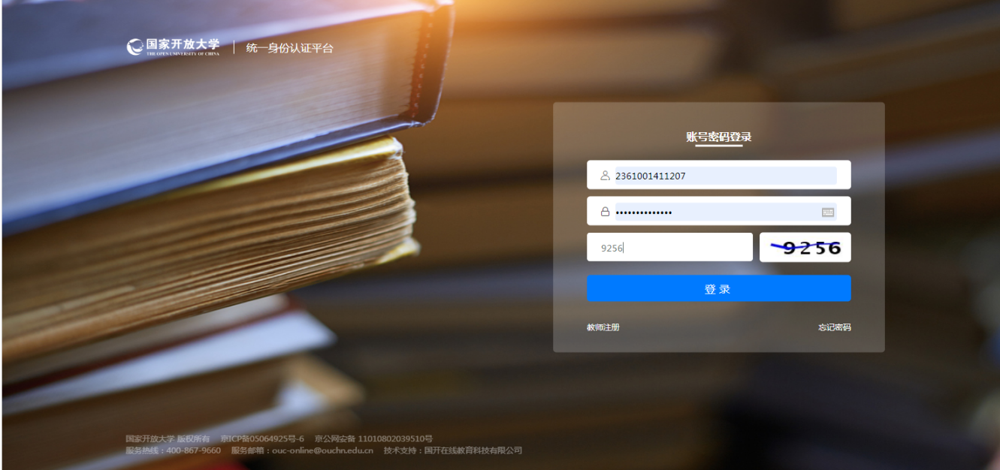 国家开放大学
THE OPEN UNIVERSITY OF CHINA
统一身份认证平台
账号密码登录
2361001411207
••••••••••••••
9256
9256
登 录
教师注册
忘记密码
国家开放大学 版权所有 京ICP备05064925号-6 京公网安备 11010802039510号
服务热线：400-867-9660 服务邮箱：ouc-online@ouchn.edu.cn 技术支持：国开在线教育科技有限公司